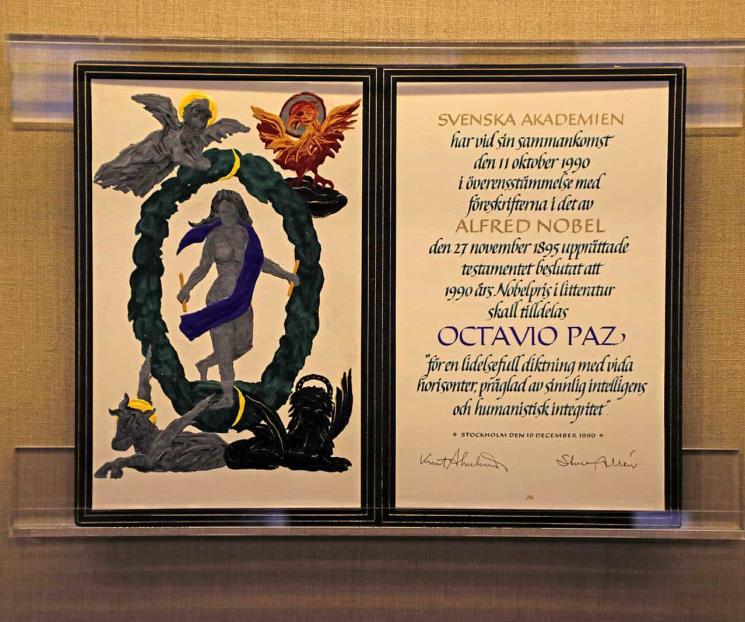 SVENSKA AKADEMIEN
har vid sin sammankomst
den 11 oktober 1990
i överensstämmelse med
föreskrifterna i det av
ALFRED NOBEL
den 27 november 1895 upprättade
testamentet beslutat att
1990 års Nobelpris i litteratur
skall tilldelas
OCTAVIO PAZ
"för en lidelsefull diktning med vida
horisonter, präglad av sinnlig intelligens
och humanistisk integritet".
* STOCKHOLM DEN 10 DECEMBER 1990 *